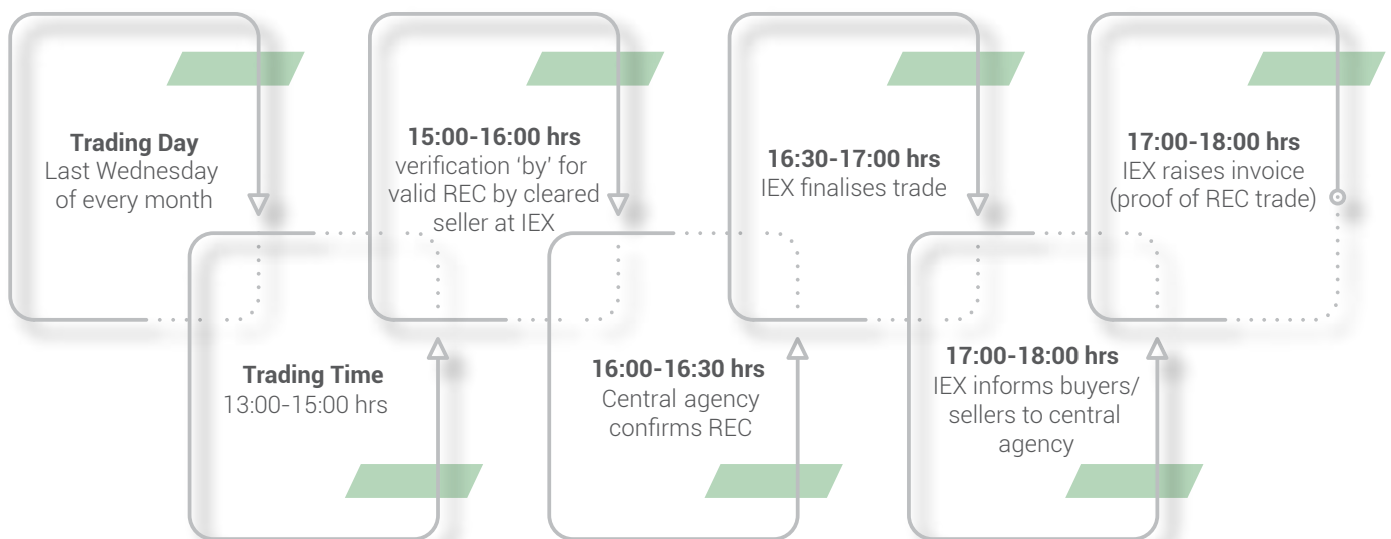 Trading Day
Last Wednesday
of every month
Trading Time
13:00-15:00 hrs
15:00-16:00 hrs
verification ‘by’ for
valid REC by cleared
seller at IEX
16:00-16:30 hrs
Central agency
confirms REC
16:30-17:00 hrs
IEX finalises trade
17:00-18:00 hrs
IEX informs buyers/
sellers to central
agency
17:00-18:00 hrs
IEX raises invoice
(proof of REC trade)